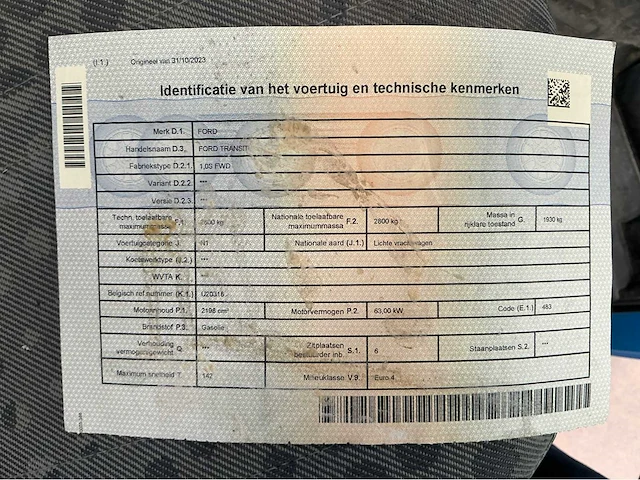 (I.1) Origineel van 31/10/2023
Identificatie van het voertuig en technische kenmerken
Merk D.1. FORD
Handelsnaam D.3. FORD TRANSIT
Fabriekstype D.2.1. 1,0S FWD
Variant D.2.2. ***
Versie D.2.3. ***
Techn. toelaatbare maximummassa F.1. 2800 kg Nationale toelaatbare maximummassa F.2. 2800 kg Massa in rijklare toestand G. 1930 kg
Voertuigcategorie J. N1 Nationale aard (J.1.) Lichte vrachtwagen
Koetswerktype (J.2.) ***
WVTA K. ***
Belgisch ref nummer (K.1.)
Motorinhoud P.1. 2198 cm³ Motorvermogen P.2. 63,00 kW Code (E.1.) 483
Brandstof P.3. Gasolie
Verhouding vermogen/gewicht Q. *** Zitplaatsen bestuurder inb. S.1. 6 Staanplaatsen S.2. ***
Maximum snelheid T. 142 Milieuklasse V.9. Euro 4